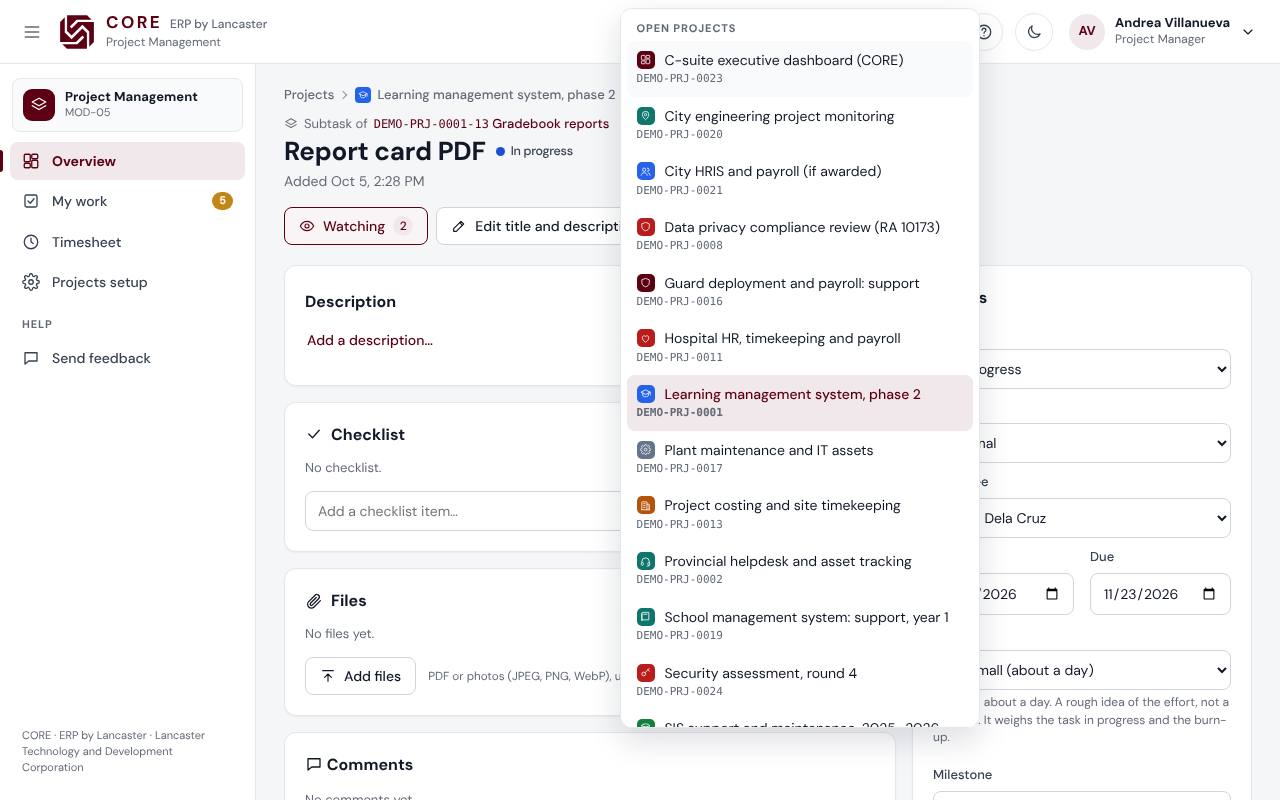 CORE ERP by Lancaster
Project Management
AV
Andrea Villanueva
Project Manager
Project Management
MOD-05
Overview
My work 5
Timesheet
Projects setup
HELP
Send feedback
CORE · ERP by Lancaster · Lancaster
Technology and Development
Corporation
Projects
Learning management system, phase 2
Subtask of DEMO-PRJ-0001-13 Gradebook reports
Report card PDF
In progress
Added Oct 5, 2:28 PM
Watching 2
Edit title and descripti
Description
Add a description…
Checklist
No checklist.
Add a checklist item…
Files
No files yet.
Add files
PDF or photos (JPEG, PNG, WebP), u
Comments
No comments yet
OPEN PROJECTS
C-suite executive dashboard (CORE)
DEMO-PRJ-0023
City engineering project monitoring
DEMO-PRJ-0020
City HRIS and payroll (if awarded)
DEMO-PRJ-0021
Data privacy compliance review (RA 10173)
DEMO-PRJ-0008
Guard deployment and payroll: support
DEMO-PRJ-0016
Hospital HR, timekeeping and payroll
DEMO-PRJ-0011
Learning management system, phase 2
DEMO-PRJ-0001
Plant maintenance and IT assets
DEMO-PRJ-0017
Project costing and site timekeeping
DEMO-PRJ-0013
Provincial helpdesk and asset tracking
DEMO-PRJ-0002
School management system: support, year 1
DEMO-PRJ-0019
Security assessment, round 4
DEMO-PRJ-0024
SIS support and maintenance, 2025–2026
s
ogress
nal
ee
Dela Cruz
Due
/2026
11/23/2026
mall (about a day)
about a day. A rough idea of the effort, not a
. It weighs the task in progress and the burn-
up.
Milestone